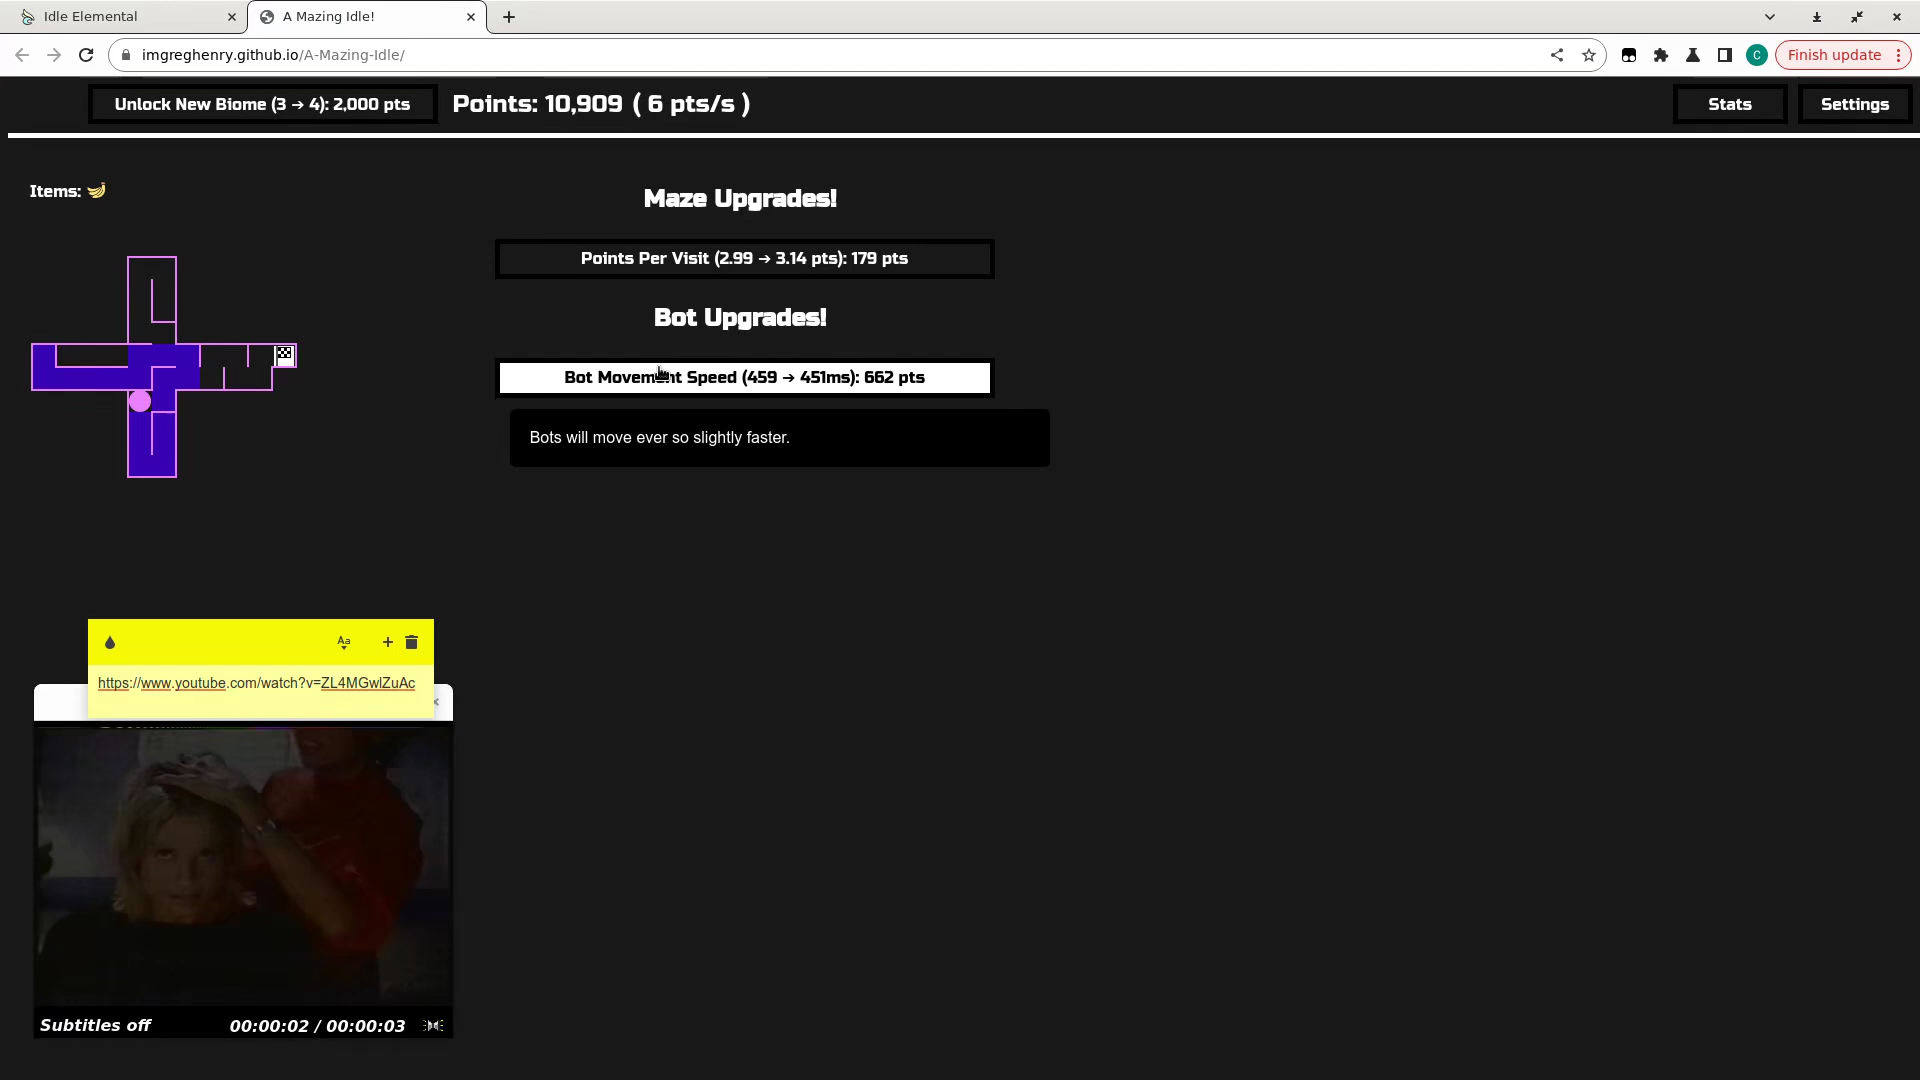 Idle Elemental
A Mazing Idle!
imgreghenry.github.io/A-Mazing-Idle/
C
Finish update
Unlock New Biome (3 → 4): 2,000 pts
Points: 10,909 ( 6 pts/s )
Stats
Settings
Items:
Maze Upgrades!
Points Per Visit (2.99 → 3.14 pts): 179 pts
Bot Upgrades!
Bot Movement Speed (459 → 451ms): 662 pts
Bots will move ever so slightly faster.
Aa
https://www.youtube.com/watch?v=ZL4MGwlZuAc
Subtitles off
00:00:02 / 00:00:03